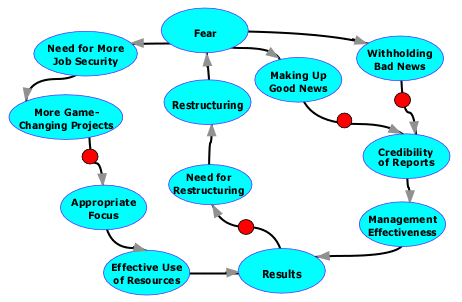 Fear
Need for More
Job Security
Withholding
Bad News
Making Up
Good News
More Game-
Changing Projects
Restructuring
Credibility
of Reports
Need for
Restructuring
Appropriate
Focus
Management
Effectiveness
Effective Use
of Resources
Results